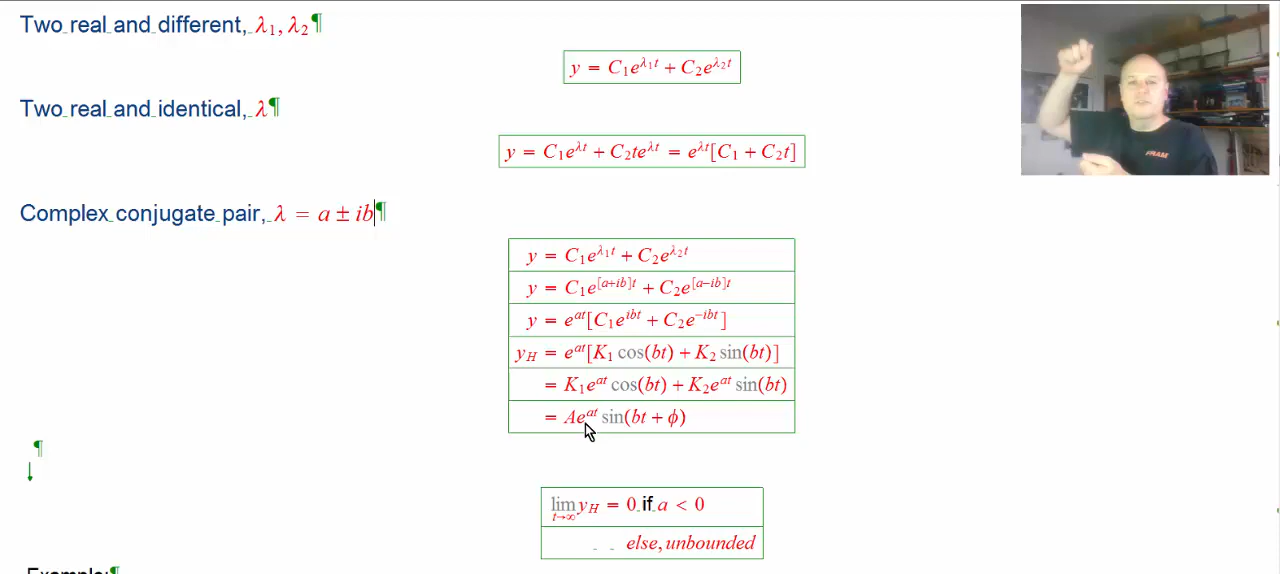 Two real and different, λ₁, λ₂¶
y = C₁e^{λ₁t} + C₂e^{λ₂t}
Two real and identical, λ¶
y = C₁e^{λt} + C₂te^{λt} = e^{λt}[C₁ + C₂t]
Complex conjugate pair, λ = a ± ib¶
y = C₁e^{λ₁t} + C₂e^{λ₂t}
y = C₁e^{[a+ib]t} + C₂e^{[a−ib]t}
y = e^{at}[C₁e^{ibt} + C₂e^{−ibt}]
y_H = e^{at}[K₁ cos(bt) + K₂ sin(bt)]
= K₁e^{at} cos(bt) + K₂e^{at} sin(bt)
= Ae^{at} sin(bt + ϕ)
¶
↓
lim_{t→∞} y_H = 0 if a < 0
else, unbounded
Example:¶